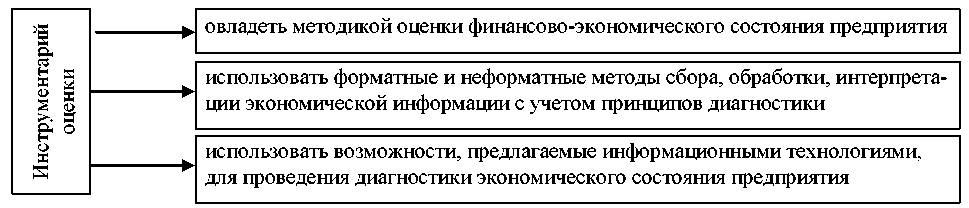 Инструментарий
оценки
овладеть методикой оценки финансово-экономического состояния предприятия
использовать форматные и неформатные методы сбора, обработки, интерпрета-
ции экономической информации с учетом принципов диагностики
использовать возможности, предлагаемые информационными технологиями,
для проведения диагностики экономического состояния предприятия